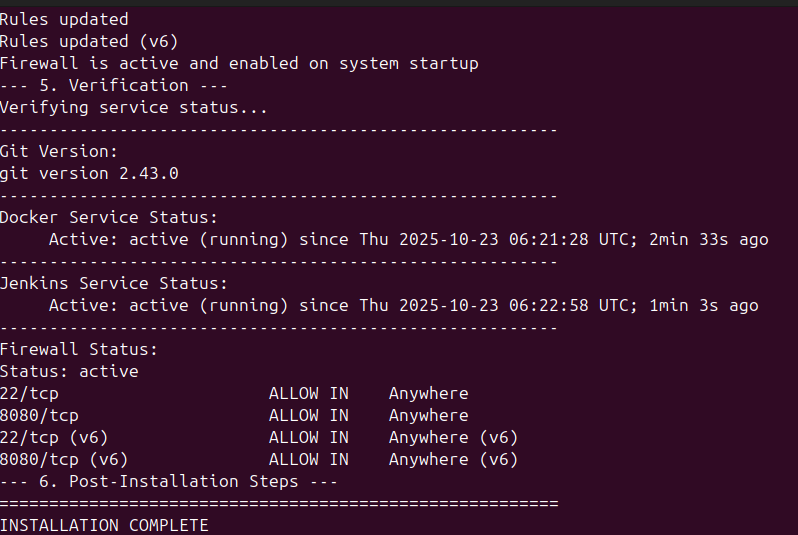 Rules updated
Rules updated (v6)
Firewall is active and enabled on system startup
--- 5. Verification ---
Verifying service status...
--------------------------------------------------------
Git Version:
git version 2.43.0
--------------------------------------------------------
Docker Service Status:
     Active: active (running) since Thu 2025-10-23 06:21:28 UTC; 2min 33s ago
--------------------------------------------------------
Jenkins Service Status:
     Active: active (running) since Thu 2025-10-23 06:22:58 UTC; 1min 3s ago
--------------------------------------------------------
Firewall Status:
Status: active
22/tcp                     ALLOW IN    Anywhere
8080/tcp                   ALLOW IN    Anywhere
22/tcp (v6)                ALLOW IN    Anywhere (v6)
8080/tcp (v6)              ALLOW IN    Anywhere (v6)
--- 6. Post-Installation Steps ---
========================================================
INSTALLATION COMPLETE